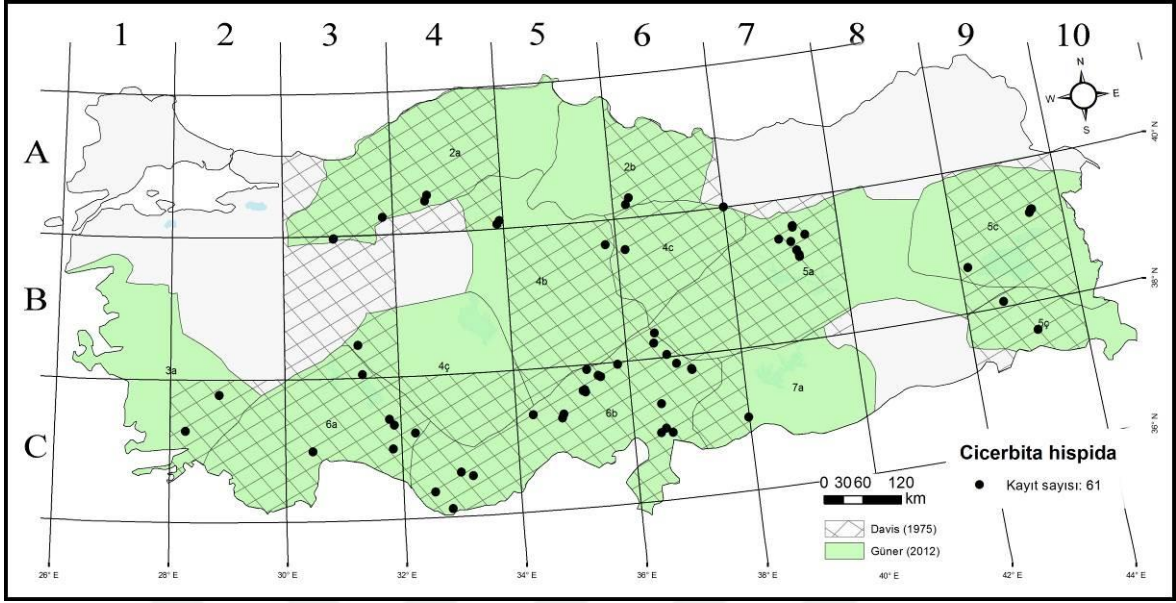 1 2 3 4 5 6 7 8 9 10
N
W E
S
40° N
A
2a
2b
5c
4c
38° N
B
4b
5a
5ç
3a
4ç
7a
6b
36° N
6a
C
Cicerbita hispida
0 30 60 120
km
Kayıt sayısı: 61
Davis (1975)
Güner (2012)
26° E 28° E 30° E 32° E 34° E 36° E 38° E 40° E 42° E 44° E